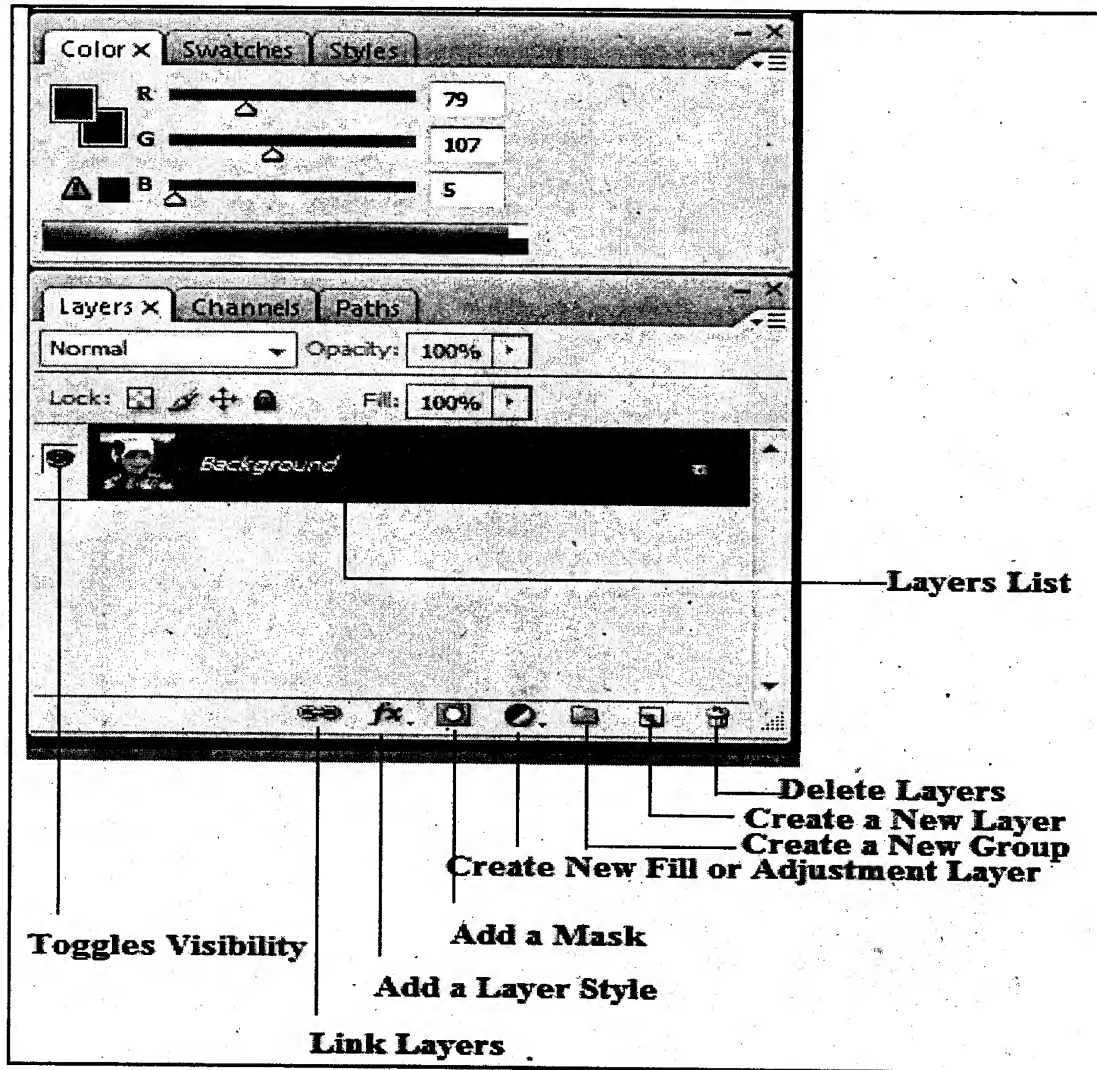 Color × Swatches Styles
R 79
G 107
B 5
Layers × Channels Paths
Normal Opacity: 100%
Lock: Fill: 100%
Background
Layers List
fx.
Delete Layers
Create a New Layer
Create a New Group
Create New Fill or Adjustment Layer
Toggles Visibility
Add a Mask
Add a Layer Style
Link Layers